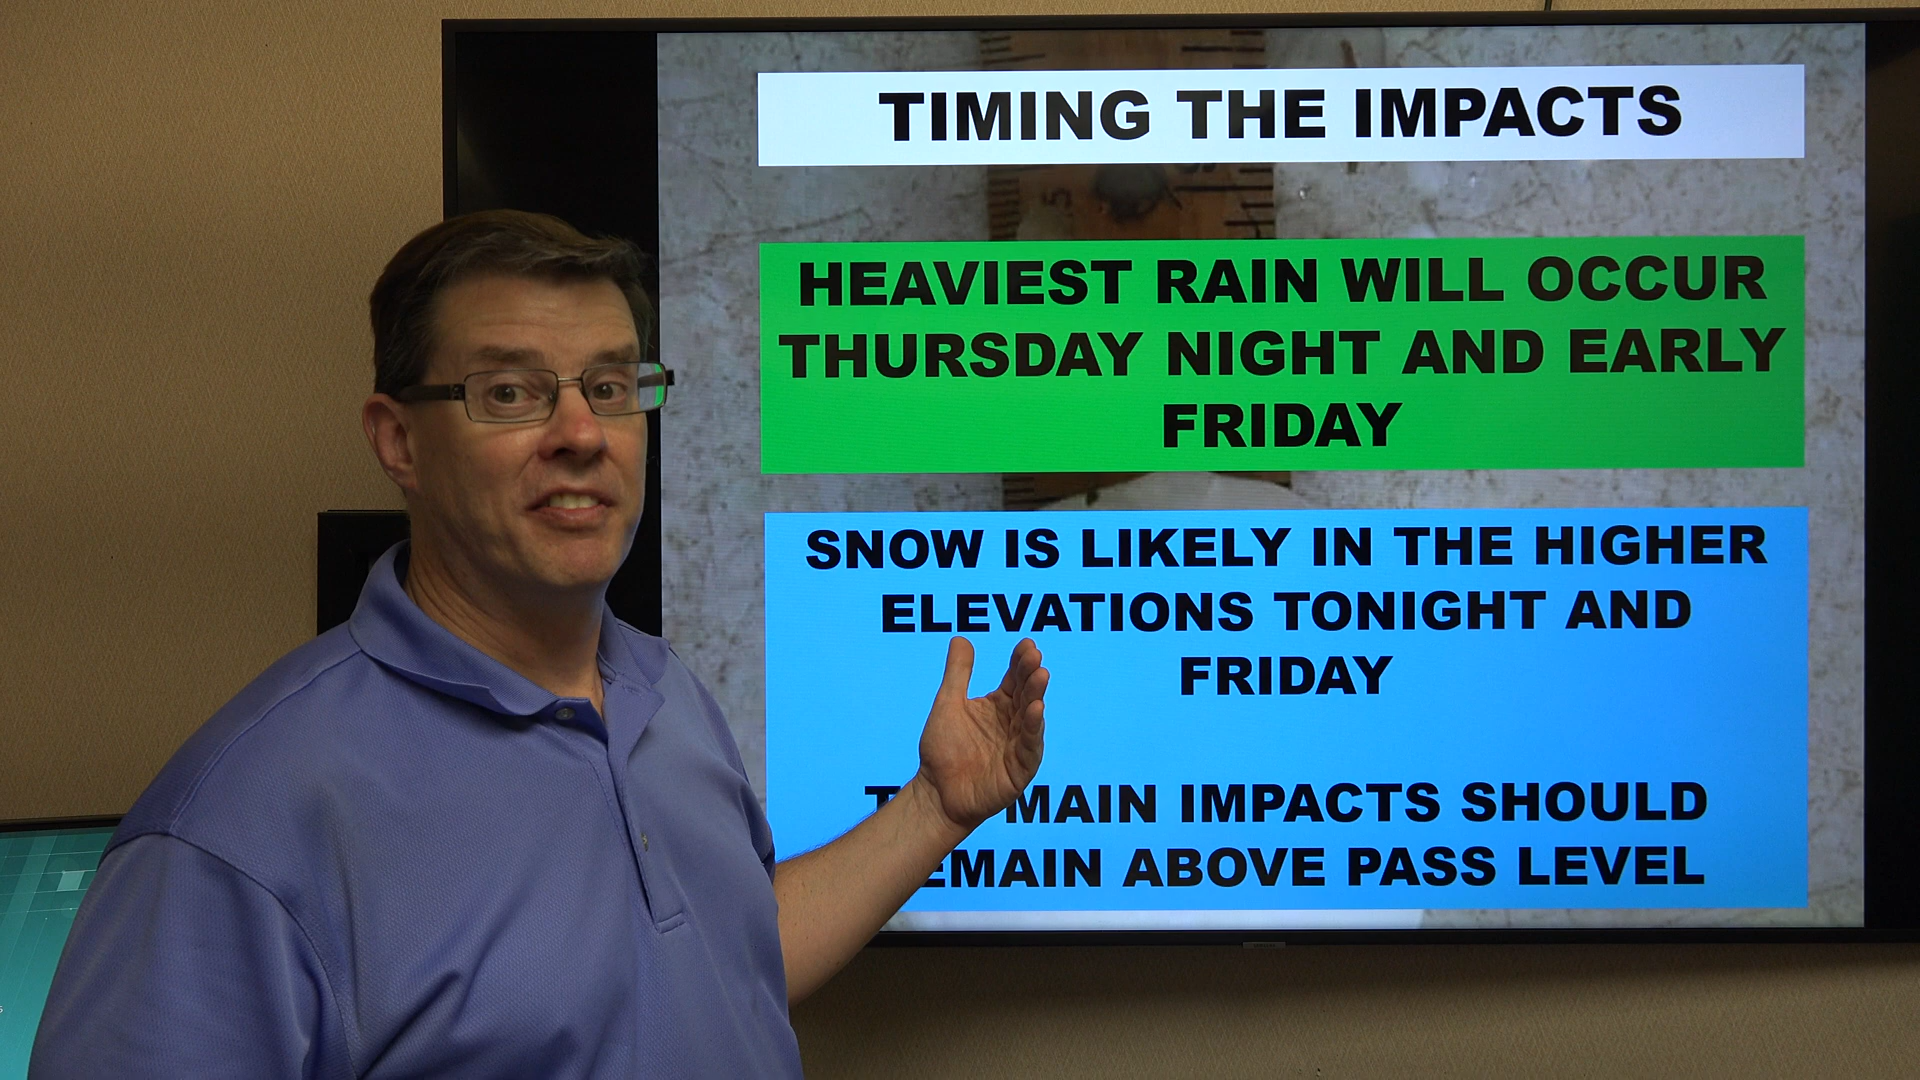 TIMING THE IMPACTS
HEAVIEST RAIN WILL OCCUR
THURSDAY NIGHT AND EARLY
FRIDAY
SNOW IS LIKELY IN THE HIGHER
ELEVATIONS TONIGHT AND
FRIDAY
MAIN IMPACTS SHOULD
EMAIN ABOVE PASS LEVEL